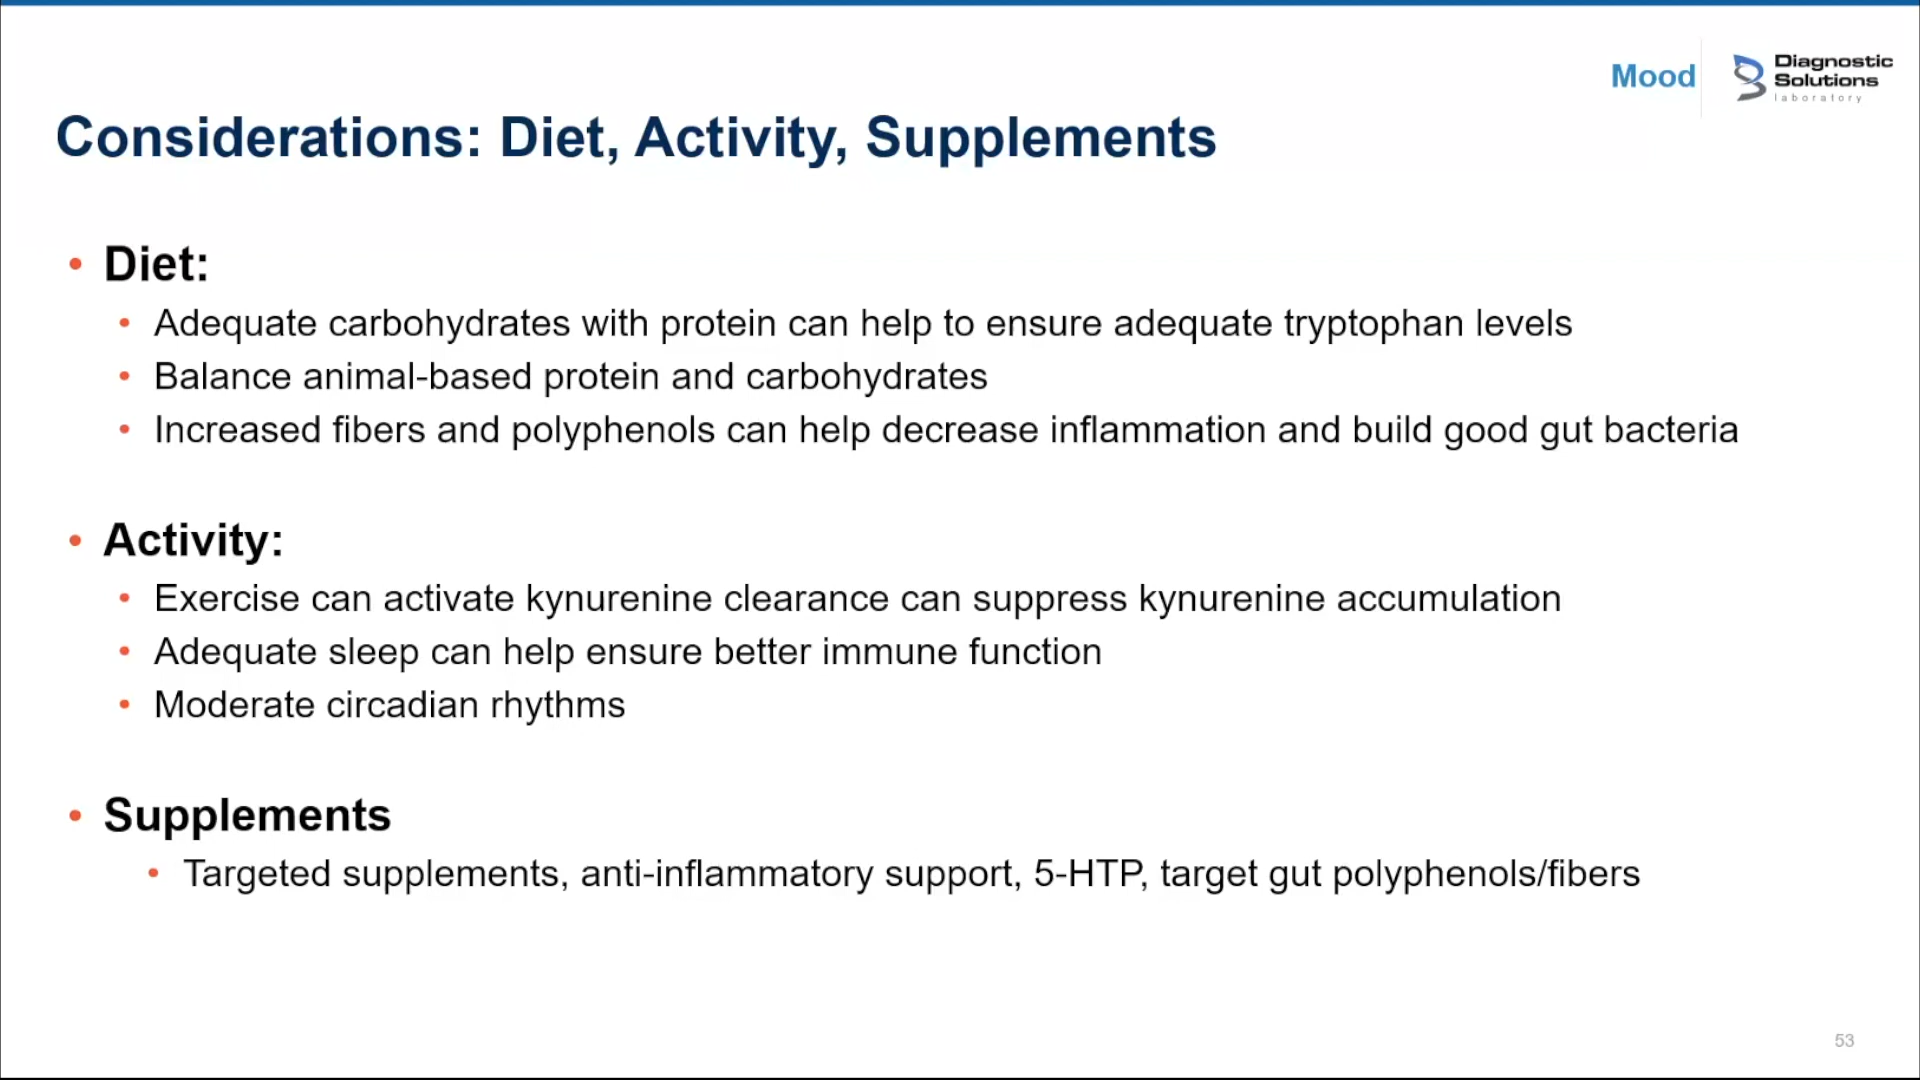 Mood
Diagnostic
Solutions
laboratory
Considerations: Diet, Activity, Supplements
• Diet:
• Adequate carbohydrates with protein can help to ensure adequate tryptophan levels
• Balance animal-based protein and carbohydrates
• Increased fibers and polyphenols can help decrease inflammation and build good gut bacteria
• Activity:
• Exercise can activate kynurenine clearance can suppress kynurenine accumulation
• Adequate sleep can help ensure better immune function
• Moderate circadian rhythms
• Supplements
• Targeted supplements, anti-inflammatory support, 5-HTP, target gut polyphenols/fibers
53